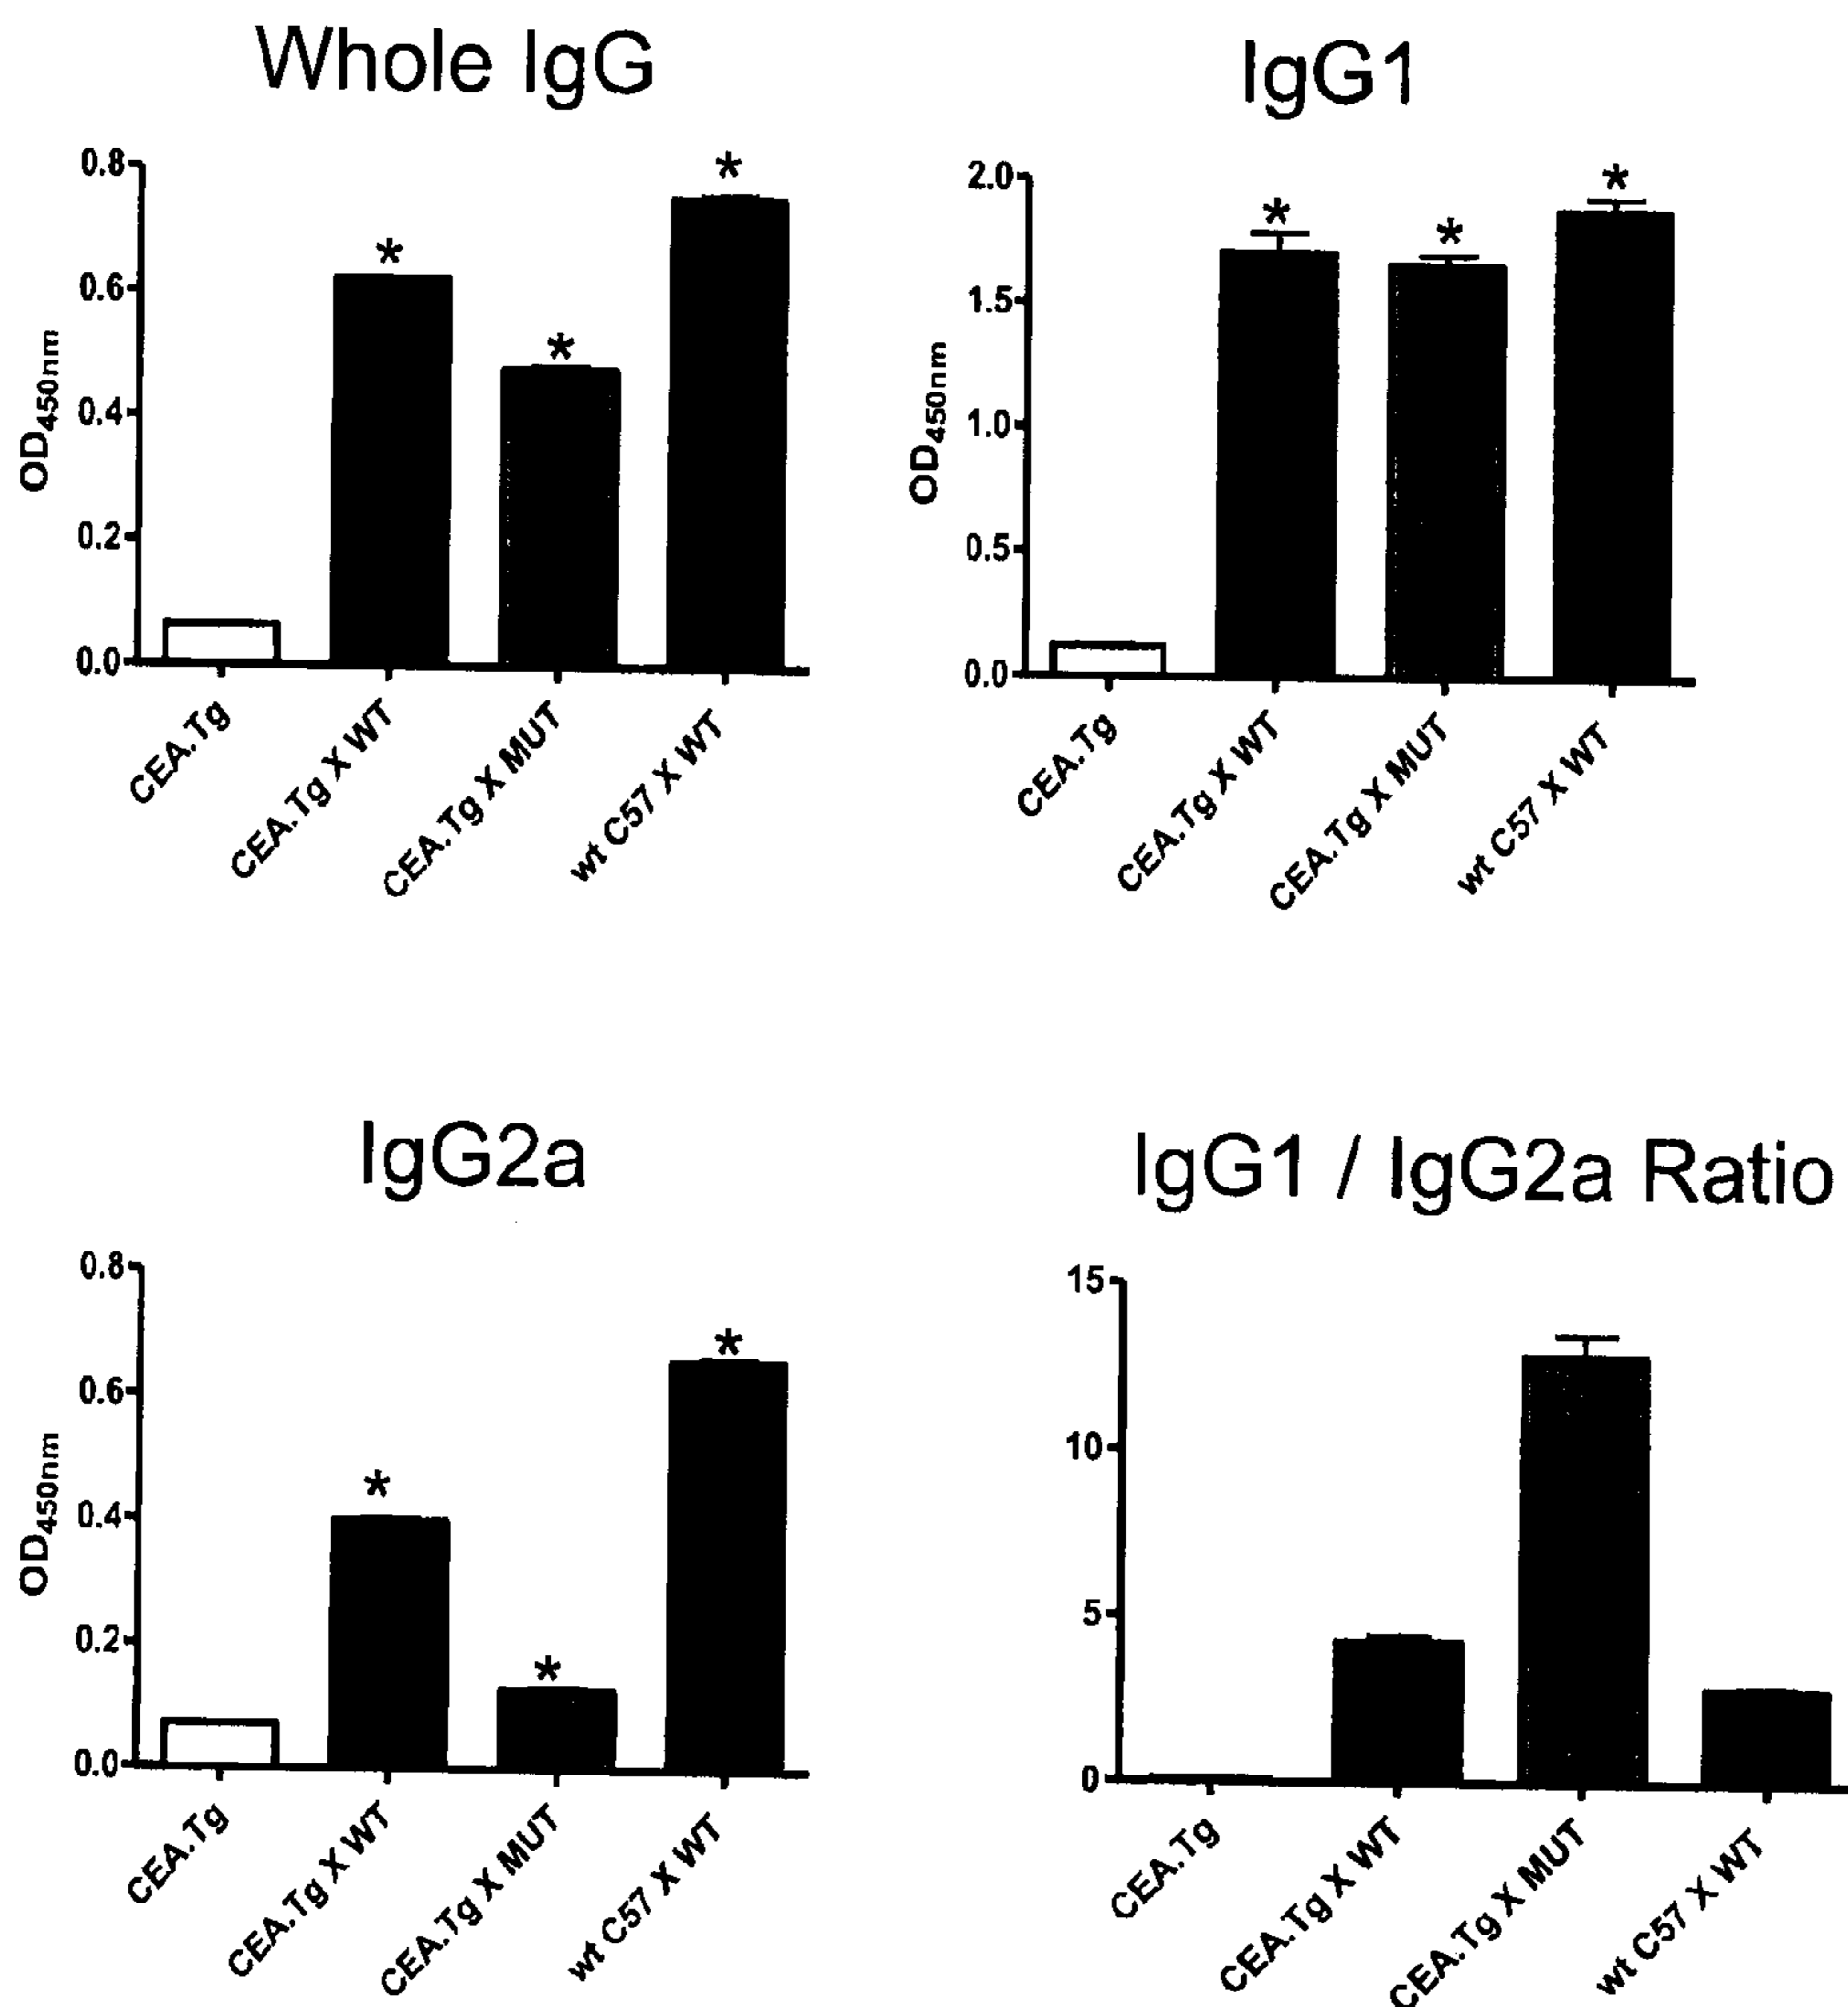 Whole IgG
0.8
0.6
0.4
0.2
0.0
OD450nm
*
*
*
CEA.Tg
CEA.Tg X WT
CEA.Tg X MUT
wt C57 X WT
IgG1
2.0
1.5
1.0
0.5
0.0
OD450nm
*
*
*
CEA.Tg
CEA.Tg X WT
CEA.Tg X MUT
wt C57 X WT
IgG2a
0.8
0.6
0.4
0.2
0.0
OD450nm
*
*
*
CEA.Tg
CEA.Tg X WT
CEA.Tg X MUT
wt C57 X WT
IgG1 / IgG2a Ratio
15
10
5
0
CEA.Tg
CEA.Tg X WT
CEA.Tg X MUT
wt C57 X WT